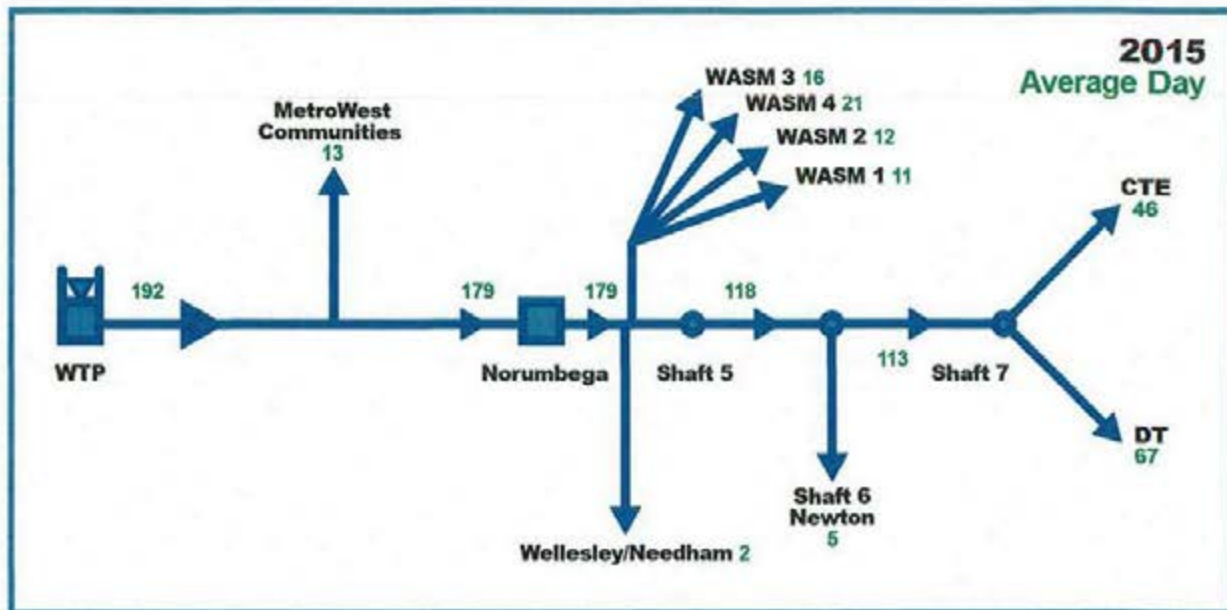 2015
Average Day
WASM 3 16
WASM 4 21
WASM 2 12
WASM 1 11
MetroWest
Communities
13
CTE
46
192
179
179
118
WTP
Norumbega
Shaft 5
113
Shaft 7
DT
67
Shaft 6
Newton
5
Wellesley/Needham 2